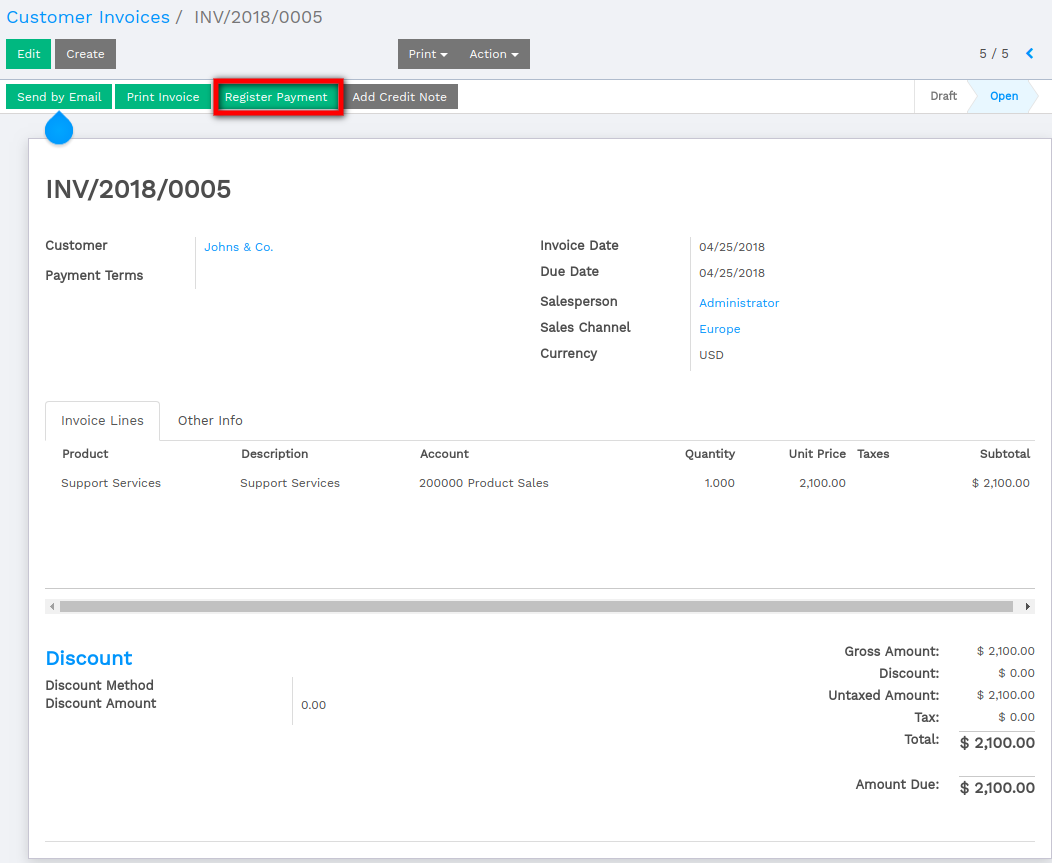 Customer Invoices / INV/2018/0005
Edit Create Print Action 5 / 5
Send by Email Print Invoice Register Payment Add Credit Note Draft Open
INV/2018/0005
Customer Johns & Co. Invoice Date 04/25/2018
Payment Terms Due Date 04/25/2018
Salesperson Administrator
Sales Channel Europe
Currency USD
Invoice Lines Other Info
Product Description Account Quantity Unit Price Taxes Subtotal
Support Services Support Services 200000 Product Sales 1.000 2,100.00 $ 2,100.00
Discount Gross Amount: $ 2,100.00
Discount: $ 0.00
Discount Method Untaxed Amount: $ 2,100.00
Discount Amount 0.00 Tax: $ 0.00
Total: $ 2,100.00
Amount Due: $ 2,100.00